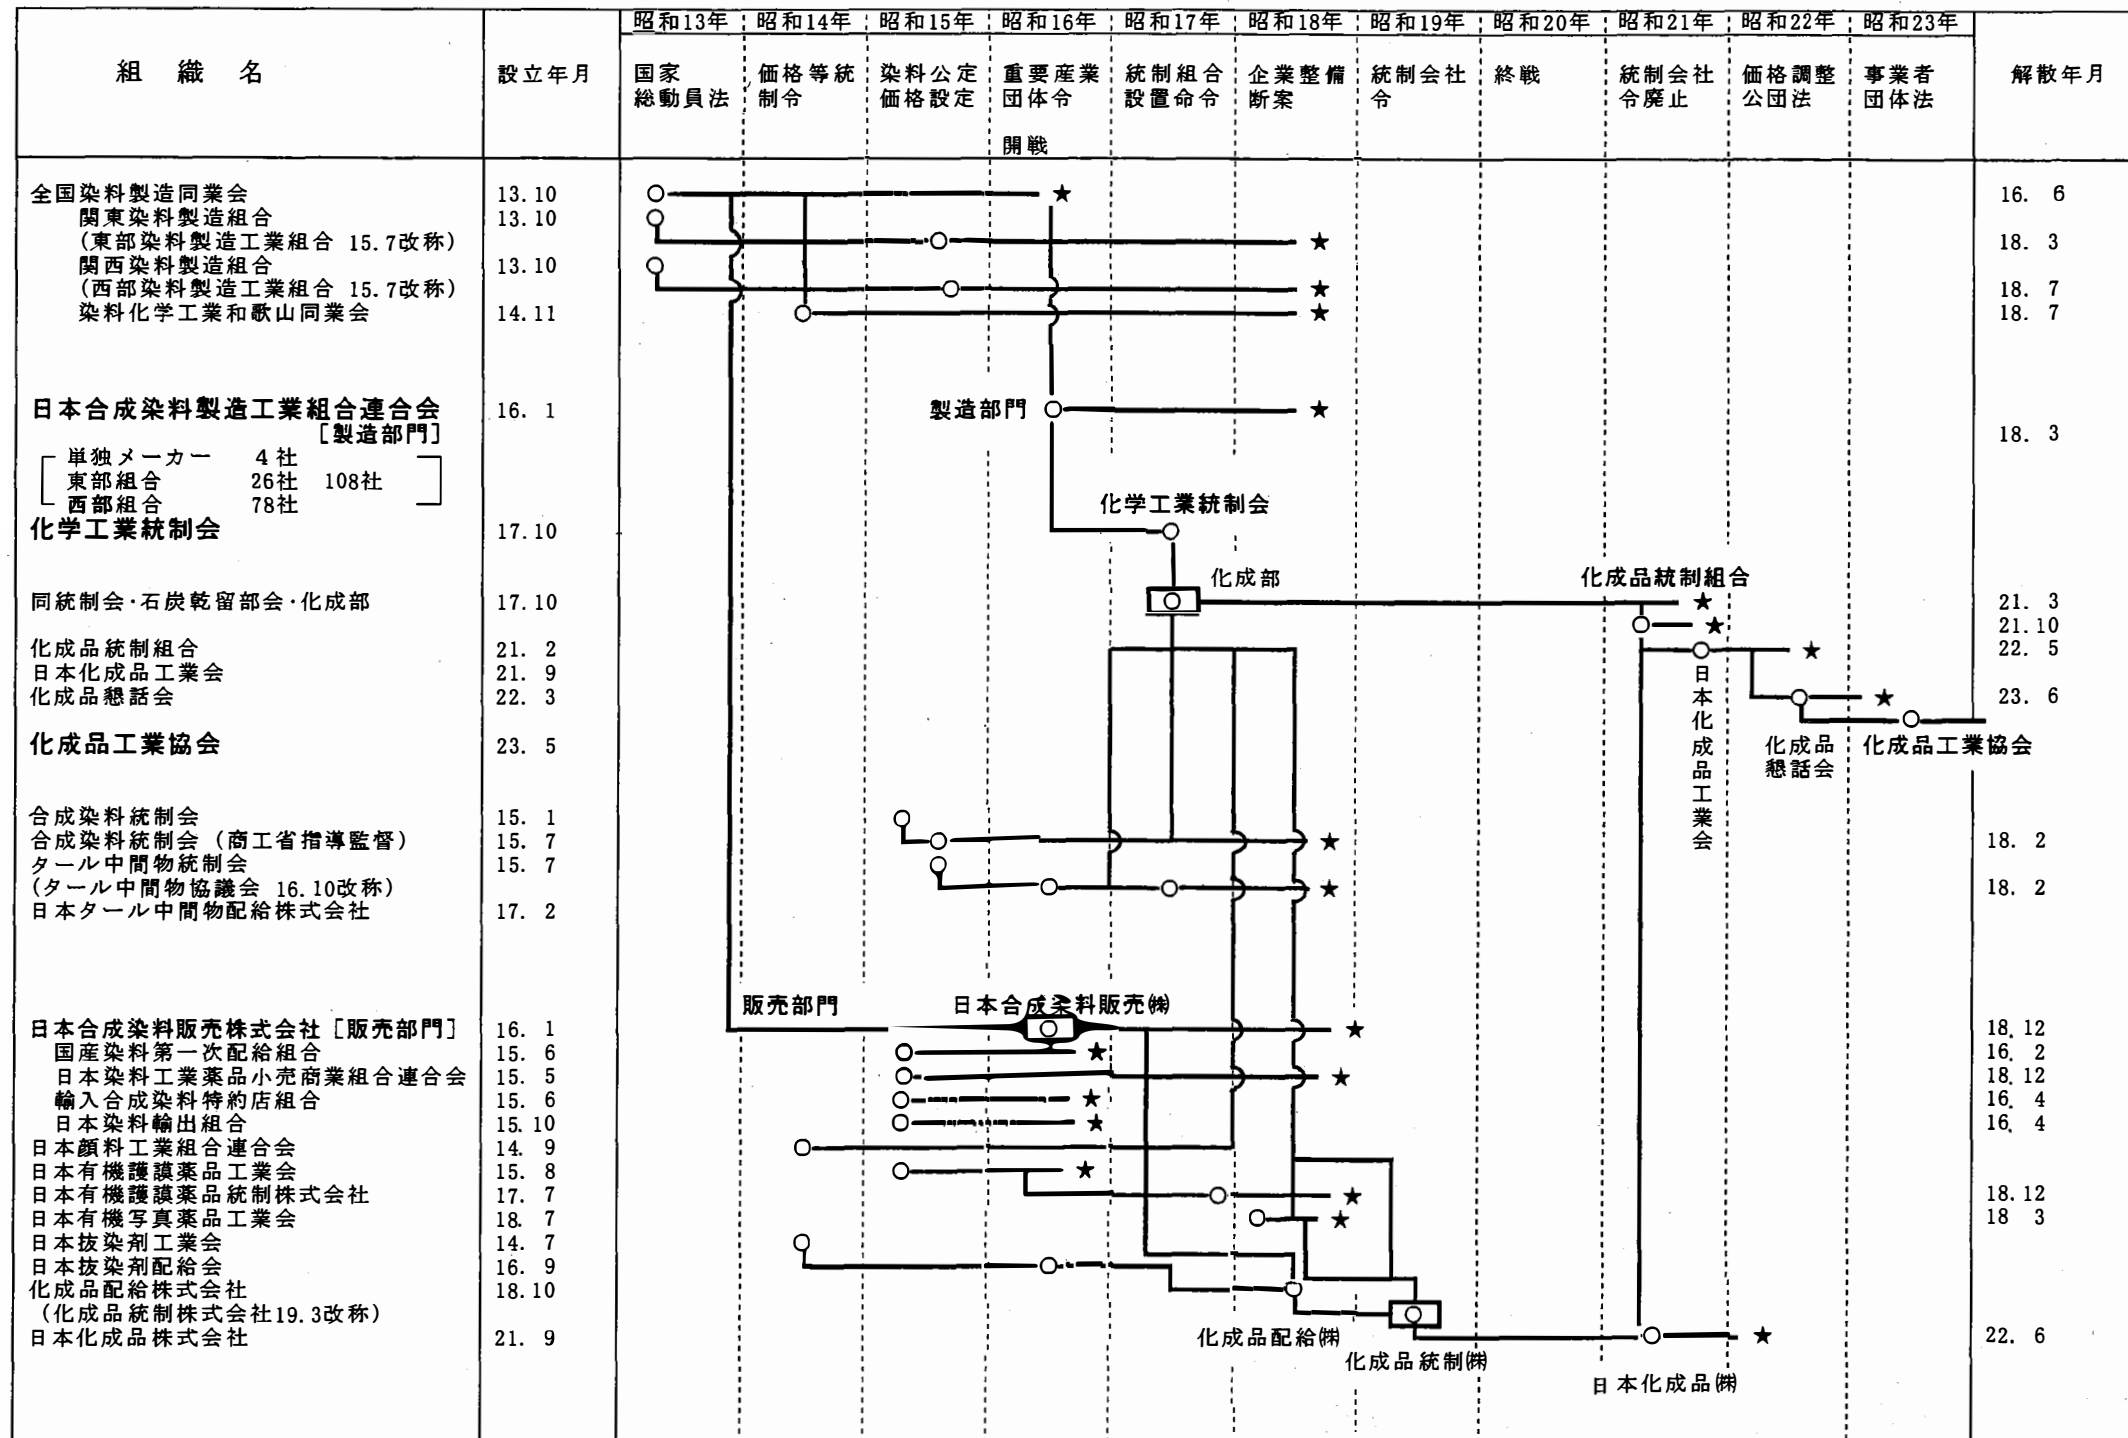 組織名 設立年月 昭和13年 昭和14年 昭和15年 昭和16年 昭和17年 昭和18年 昭和19年 昭和20年 昭和21年 昭和22年 昭和23年 解散年月
国家 価格等統 染料公定 重要産業 統制組合 企業整備 統制会社 終戦 統制会社 価格調整 事業者
総動員法 制令 価格設定 団体令 設置命令 断案 令 令廃止 公団法 団体法
開戦
全国染料製造同業会 13.10 ★ 16. 6
関東染料製造組合 13.10
(東部染料製造工業組合 15.7改称) ★ 18. 3
関西染料製造組合 13.10
(西部染料製造工業組合 15.7改称) ★ 18. 7
染料化学工業和歌山同業会 14.11 ★ 18. 7
日本合成染料製造工業組合連合会 16. 1 製造部門 ★
[製造部門] 18. 3
単独メーカー 4社
東部組合 26社 108社
西部組合 78社
化学工業統制会
化学工業統制会 17.10
化成部 化成品統制組合
同統制会・石炭乾留部会・化成部 17.10 ★ 21. 3
★ 21.10
化成品統制組合 21. 2 ★ 22. 5
日本化成品工業会 21. 9
化成品懇話会 22. 3 ★ 23. 6
日本化成品工業会
化成品工業協会 23. 5 化成品 化成品工業協会
懇話会
合成染料統制会 15. 1
合成染料統制会(商工省指導監督) 15. 7 ★ 18. 2
タール中間物統制会 15. 7
(タール中間物協議会 16.10改称) ★ 18. 2
日本タール中間物配給株式会社 17. 2
販売部門 日本合成染料販売㈱
日本合成染料販売株式会社[販売部門] 16. 1 ★ 18.12
国産染料第一次配給組合 15. 6 ★ 16. 2
日本染料工業薬品小売商業組合連合会 15. 5 ★ 18.12
輸入合成染料特約店組合 15. 6 ★ 16. 4
日本染料輸出組合 15.10 ★ 16. 4
日本顔料工業組合連合会 14. 9
日本有機護謨薬品工業会 15. 8 ★
日本有機護謨薬品統制株式会社 17. 7 ★ 18.12
日本有機写真薬品工業会 18. 7 ★ 18 3
日本抜染剤工業会 14. 7
日本抜染剤配給会 16. 9
化成品配給株式会社 18.10
(化成品統制株式会社19.3改称)
日本化成品株式会社 21. 9 化成品配給㈱ ★ 22. 6
化成品統制㈱
日本化成品㈱